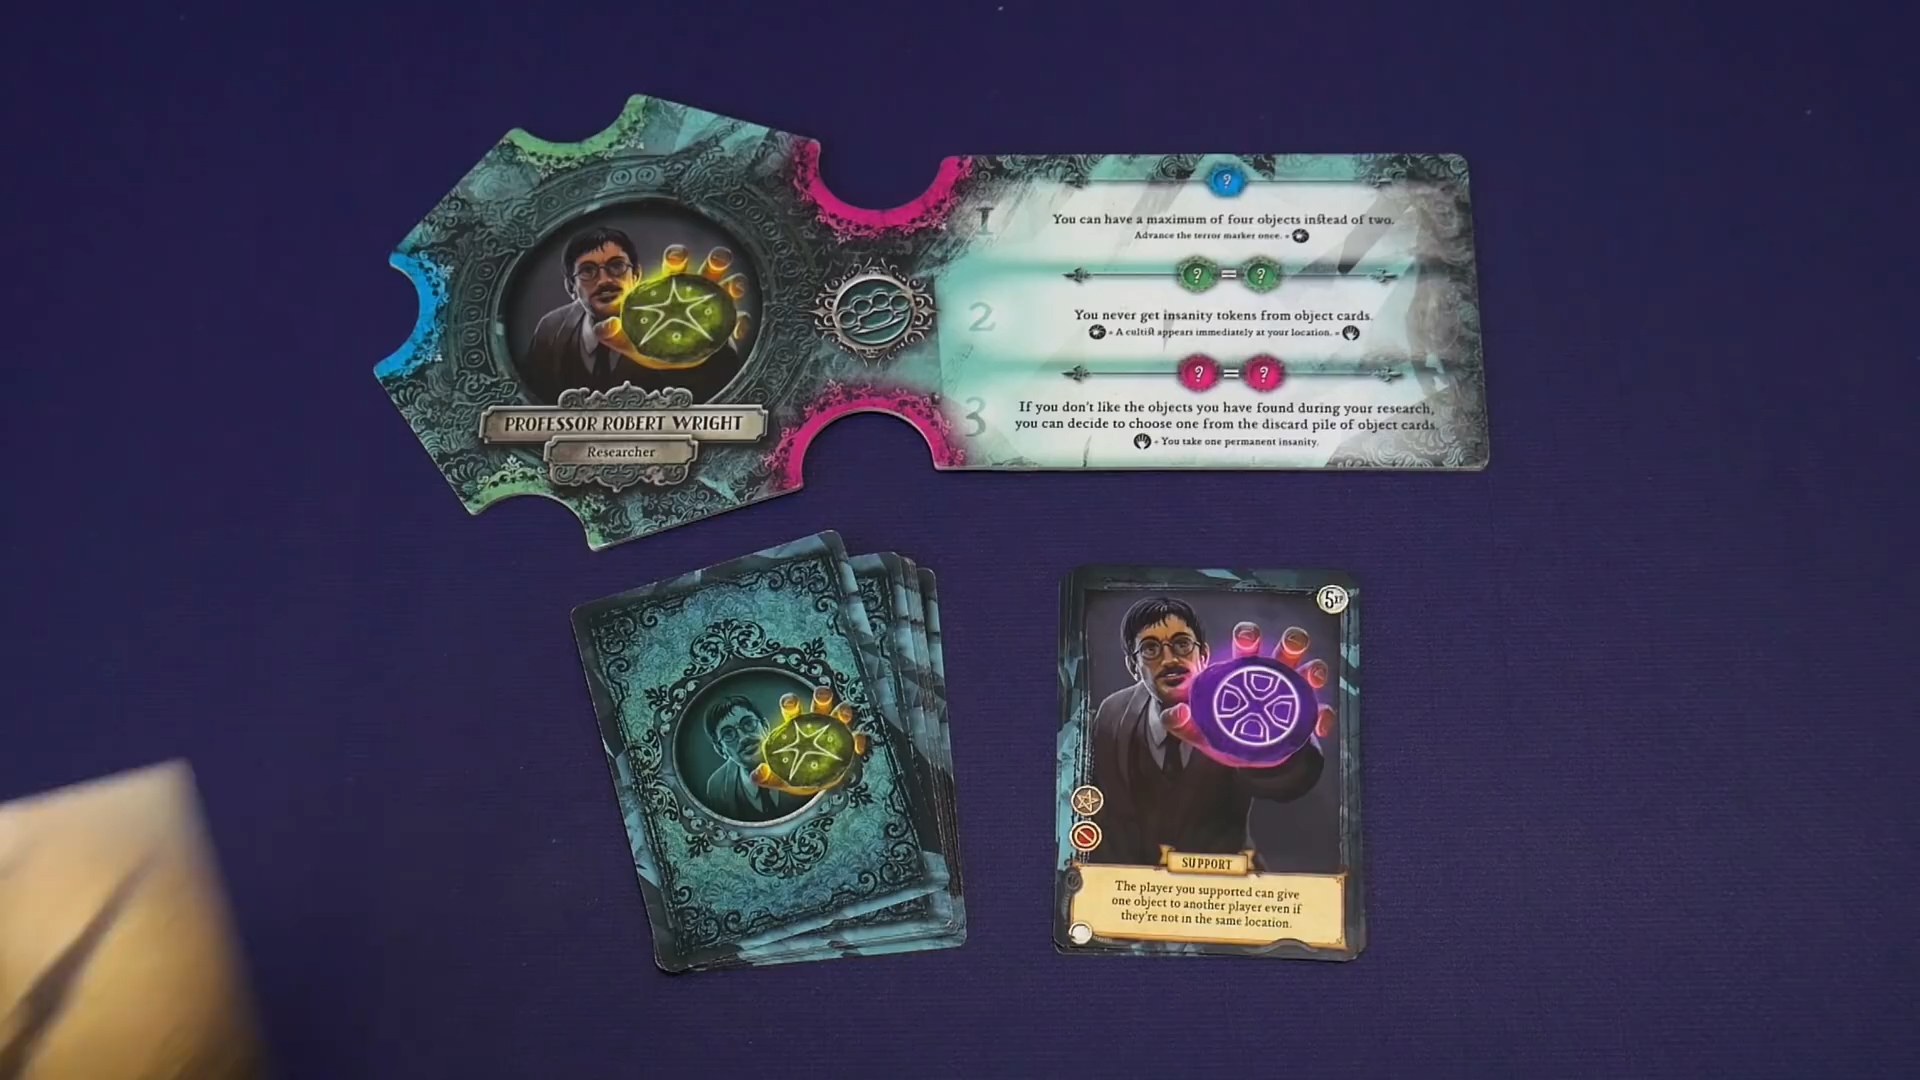 PROFESSOR ROBERT WRIGHT
Researcher
?
1
You can have a maximum of four objects instead of two.
Advance the terror marker once. =
? = ?
2
You never get insanity tokens from object cards.
= A cultist appears immediately at your location. =
? = ?
3
If you don't like the objects you have found during your research,
you can decide to choose one from the discard pile of object cards.
= You take one permanent insanity.
5XP
SUPPORT
The player you supported can give
one object to another player even if
they're not in the same location.